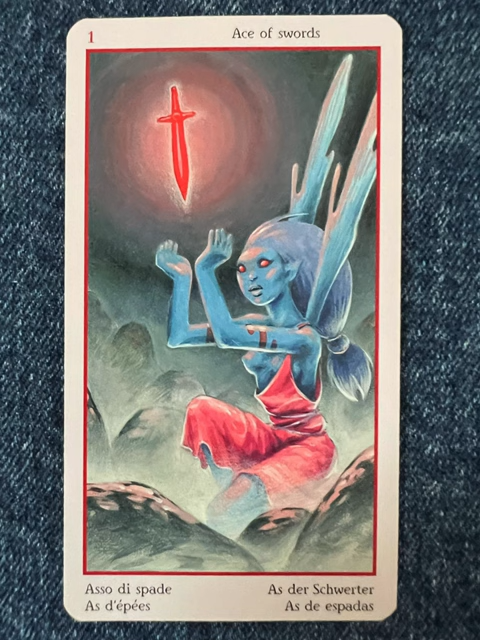 1 Ace of swords
Asso di spade As der Schwerter
As d'épées As de espadas